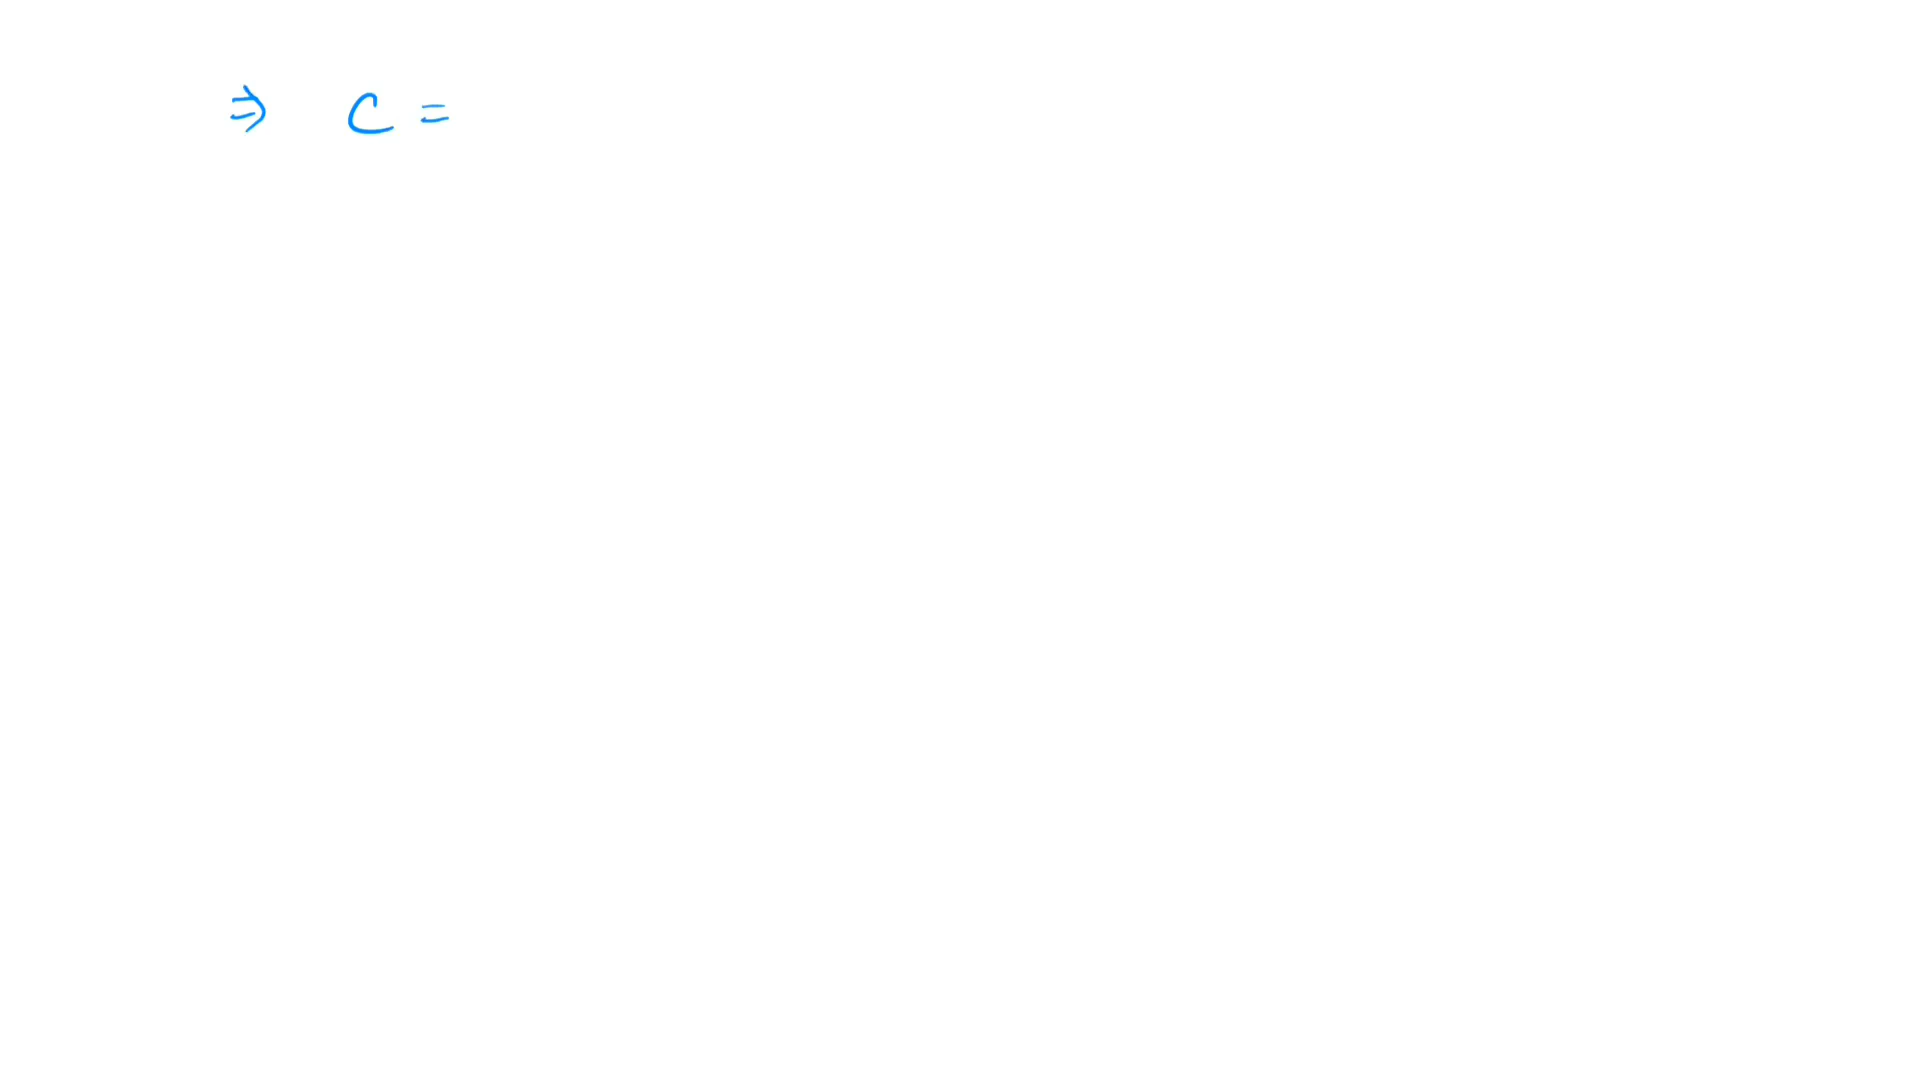 ⇒ C =